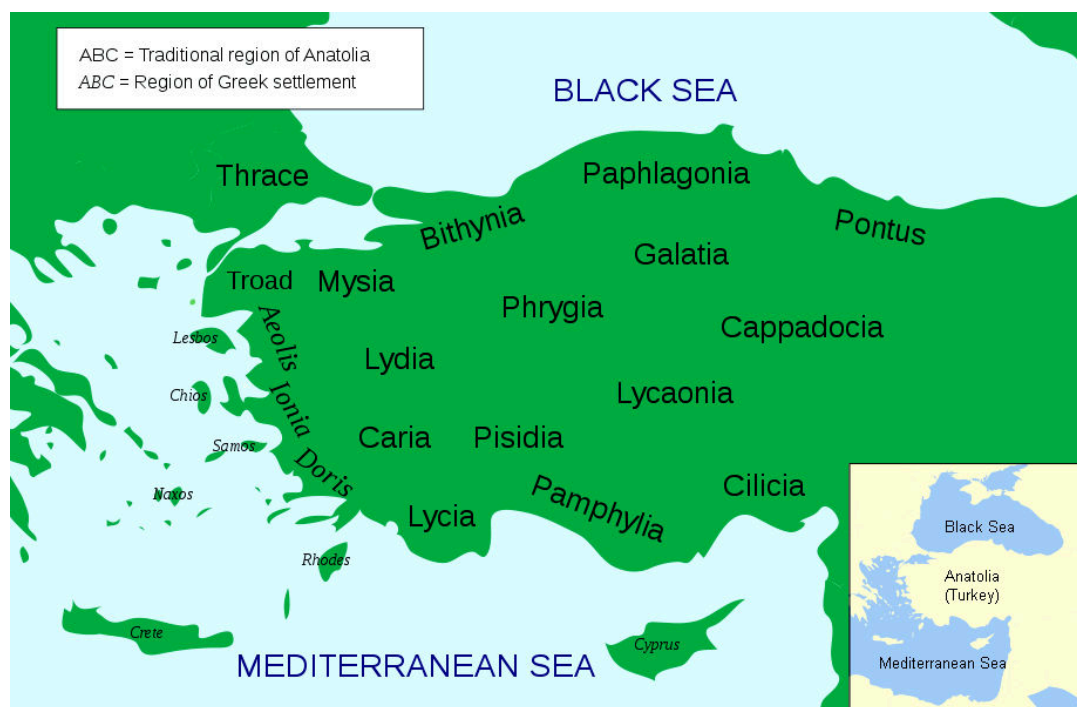 ABC = Traditional region of Anatolia
ABC = Region of Greek settlement
BLACK SEA
Thrace
Paphlagonia
Bithynia
Pontus
Galatia
Troad
Mysia
Phrygia
Cappadocia
Aeolis
Lesbos
Lydia
Lycaonia
Chios
Ionia
Caria
Pisidia
Samos
Doris
Naxos
Lycia
Pamphylia
Cilicia
Rhodes
Crete
Cyprus
MEDITERRANEAN SEA
Black Sea
Anatolia
(Turkey)
Mediterranean Sea